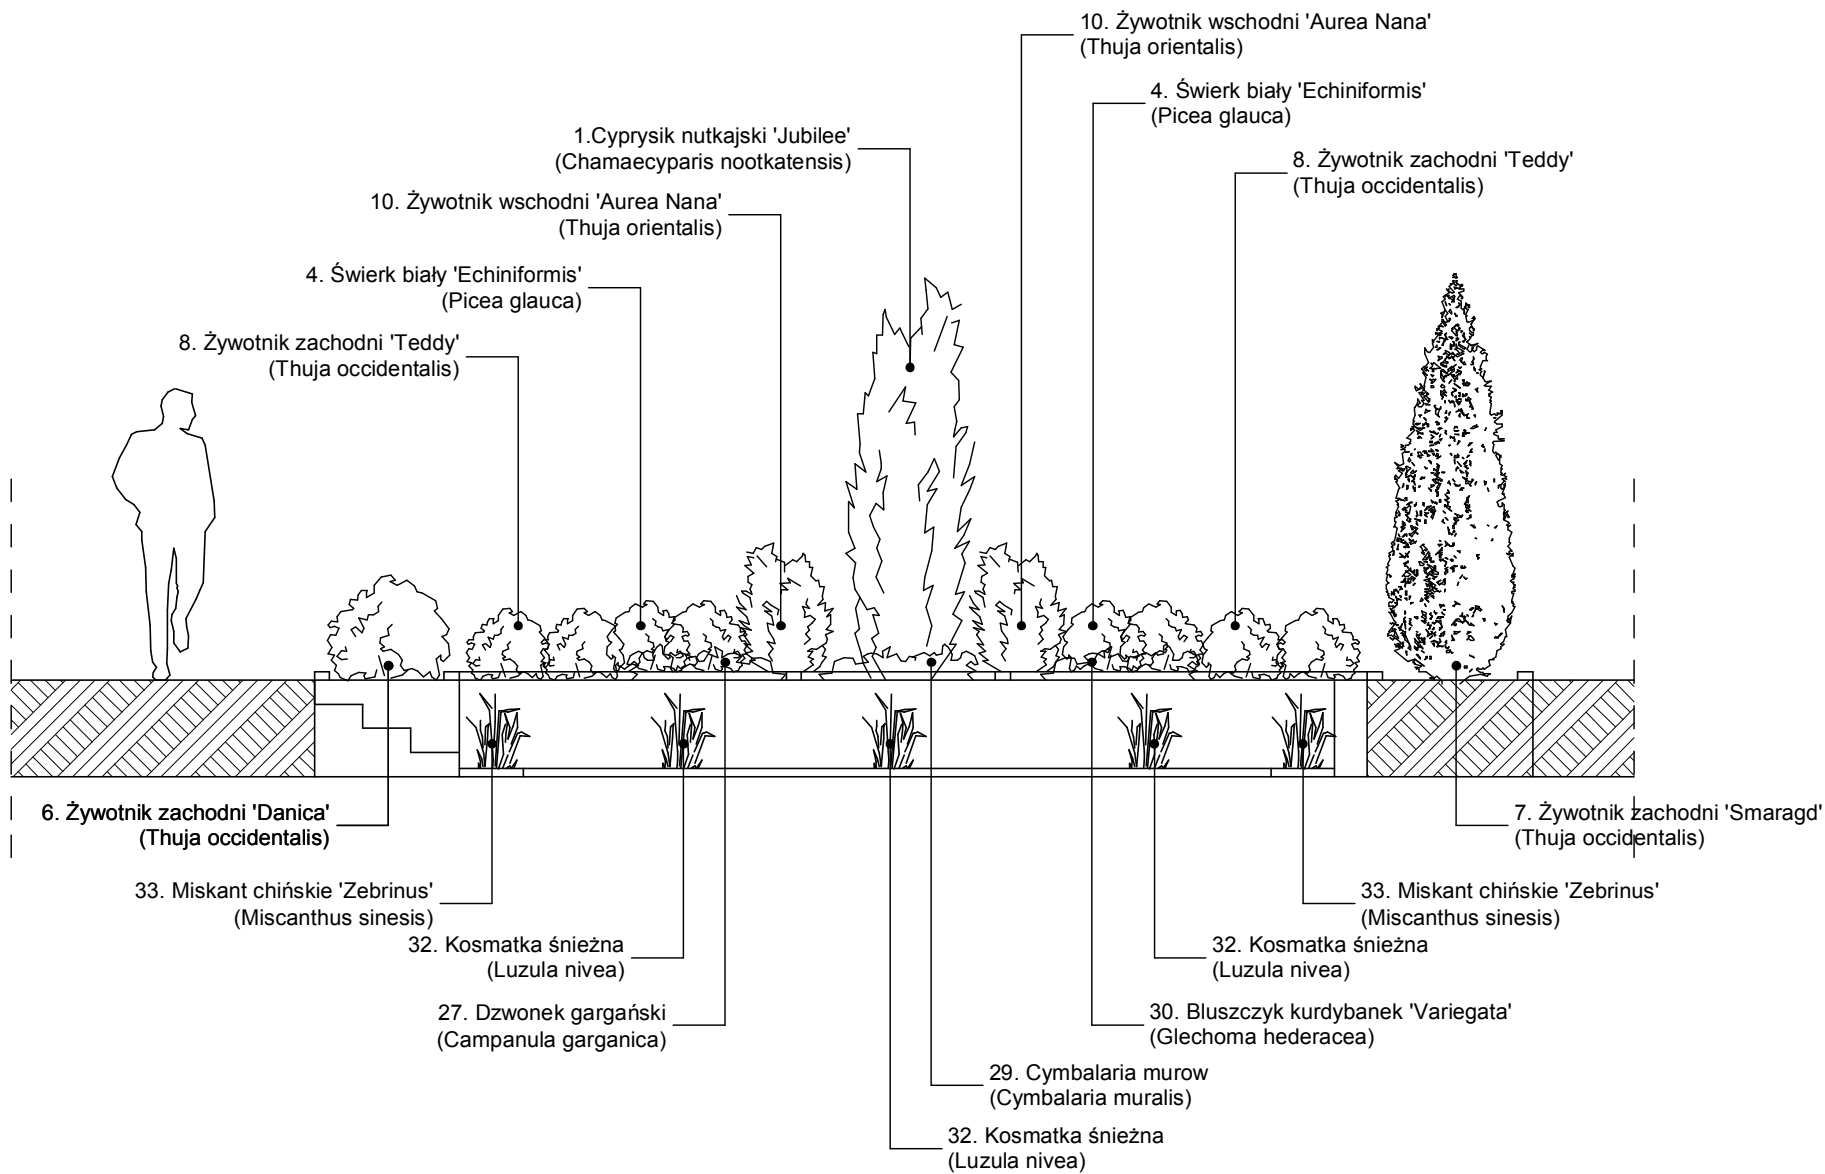 10. Żywotnik wschodni 'Aurea Nana'
(Thuja orientalis)
4. Świerk biały 'Echiniformis'
(Picea glauca)
1.Cyprysik nutkajski 'Jubilee'
(Chamaecyparis nootkatensis)
8. Żywotnik zachodni 'Teddy'
(Thuja occidentalis)
10. Żywotnik wschodni 'Aurea Nana'
(Thuja orientalis)
4. Świerk biały 'Echiniformis'
(Picea glauca)
8. Żywotnik zachodni 'Teddy'
(Thuja occidentalis)
6. Żywotnik zachodni 'Danica'
(Thuja occidentalis)
7. Żywotnik zachodni 'Smaragd'
(Thuja occidentalis)
33. Miskant chińskie 'Zebrinus'
(Miscanthus sinesis)
33. Miskant chińskie 'Zebrinus'
(Miscanthus sinesis)
32. Kosmatka śnieżna
(Luzula nivea)
32. Kosmatka śnieżna
(Luzula nivea)
27. Dzwonek gargański
(Campanula garganica)
30. Bluszczyk kurdybanek 'Variegata'
(Glechoma hederacea)
29. Cymbalaria murow
(Cymbalaria muralis)
32. Kosmatka śnieżna
(Luzula nivea)